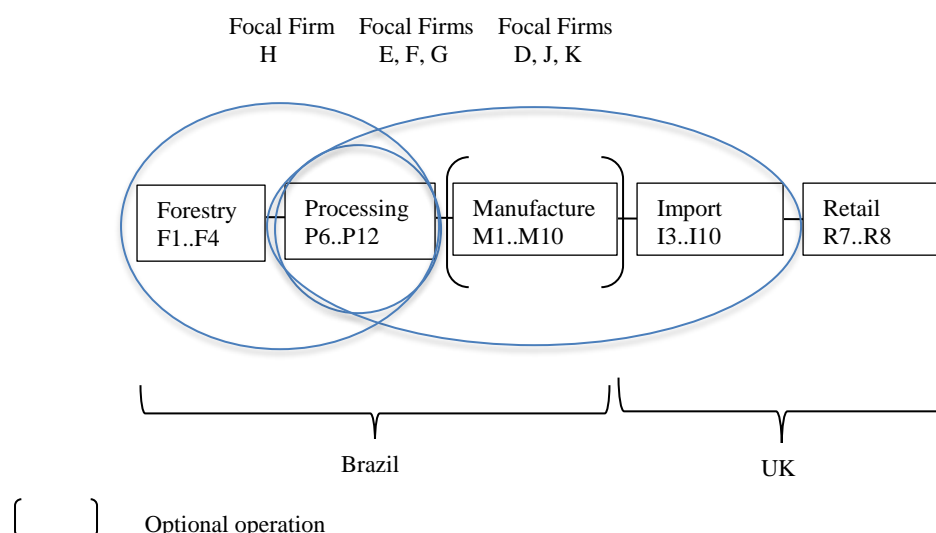 Focal Firm
H
Focal Firms
E, F, G
Focal Firms
D, J, K
Forestry
F1..F4
Processing
P6..P12
Manufacture
M1..M10
Import
I3..I10
Retail
R7..R8
Brazil
UK
Optional operation